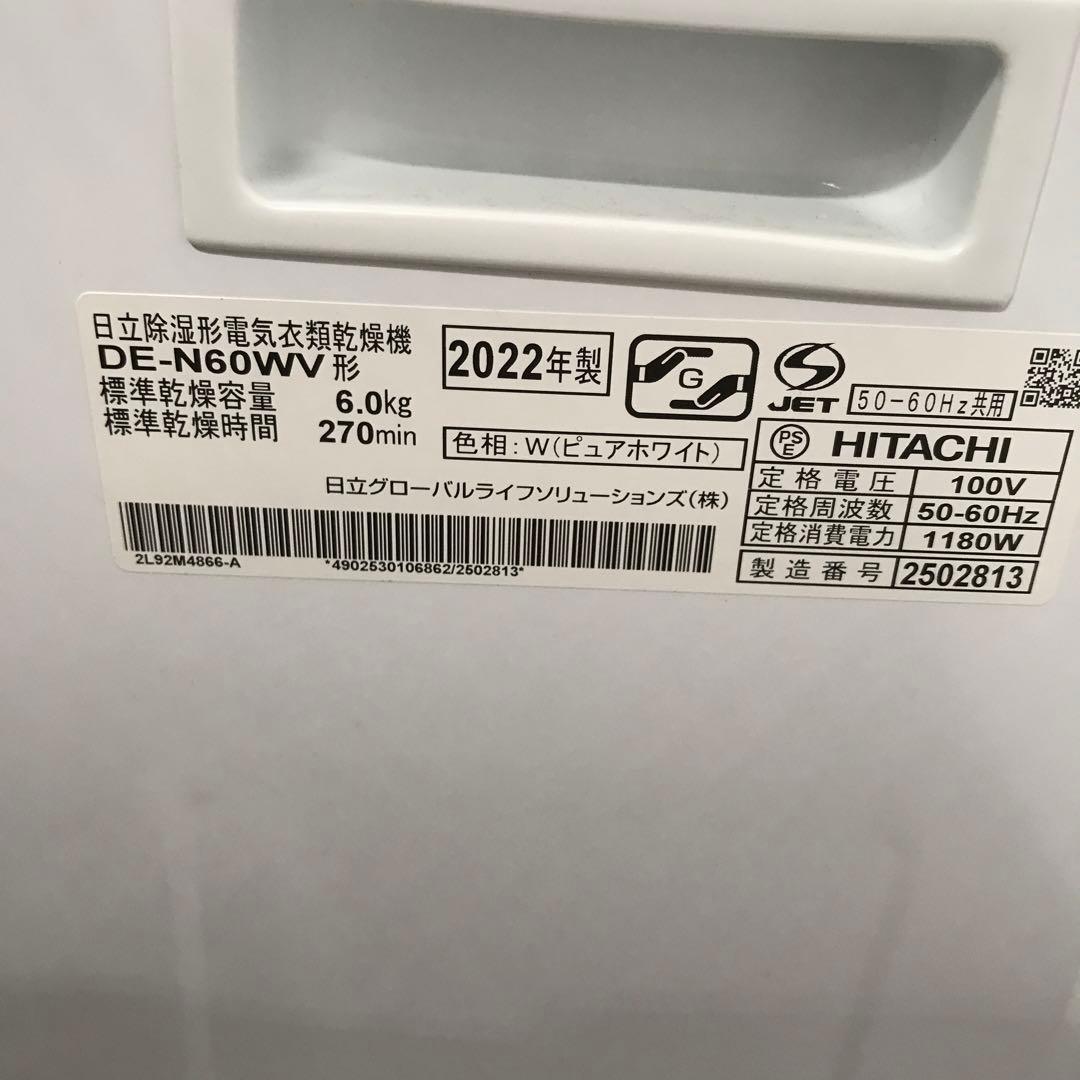 日立除湿形電気衣類乾燥機
DE-N60WV形
標準乾燥容量 6.0kg
標準乾燥時間 270min
2022年製
G
S
JET
50-60Hz共用
色相:W(ピュアホワイト)
日立グローバルライフソリューションズ(株)
PS
E
HITACHI
定格電圧 100V
定格周波数 50-60Hz
定格消費電力 1180W
製造番号 2502813
2L92M4866-A
*4902530106862/2502813*